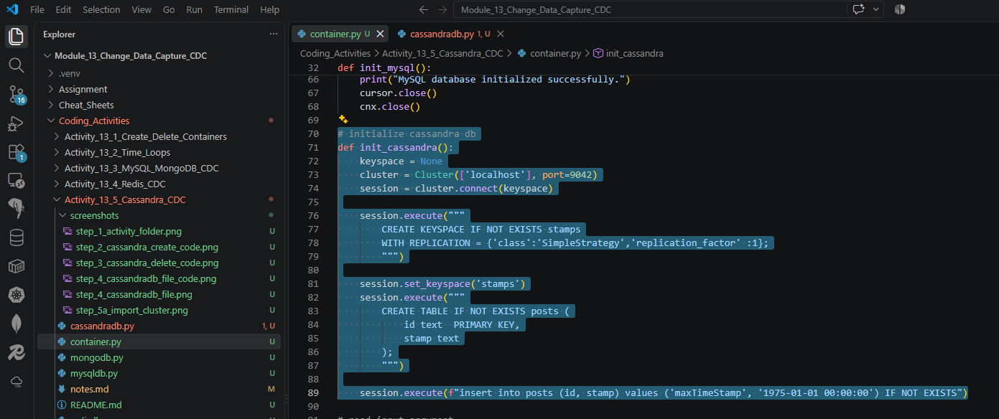 File Edit Selection View Go Run Terminal Help
Module_13_Change_Data_Capture_CDC
Explorer
Module_13_Change_Data_Capture_CDC
.venv
Assignment
Cheat_Sheets
Coding_Activities
Activity_13_1_Create_Delete_Containers
Activity_13_2_Time_Loops
Activity_13_3_MySQL_MongoDB_CDC
Activity_13_4_Redis_CDC
Activity_13_5_Cassandra_CDC
screenshots
step_1_activity_folder.png U
step_2_cassandra_create_code.png U
step_3_cassandra_delete_code.png U
step_4_cassandradb_file_code.png U
step_4_cassandradb_file.png U
step_5a_import_cluster.png U
cassandradb.py 1, U
container.py U
mongodb.py U
mysqldb.py U
notes.md M
README.md U
16
1
container.py U cassandradb.py 1, U
Coding_Activities > Activity_13_5_Cassandra_CDC > container.py > init_cassandra
32 def init_mysql():
66 print("MySQL database initialized successfully.")
67 cursor.close()
68 cnx.close()
69
70 # initialize cassandra db
71 def init_cassandra():
72 keyspace = None
73 cluster = Cluster(['localhost'], port=9042)
74 session = cluster.connect(keyspace)
75
76 session.execute("""
77 CREATE KEYSPACE IF NOT EXISTS stamps
78 WITH REPLICATION = {'class':'SimpleStrategy','replication_factor' :1};
79 """)
80
81 session.set_keyspace('stamps')
82 session.execute("""
83 CREATE TABLE IF NOT EXISTS posts (
84 id text  PRIMARY KEY,
85 stamp text
86 );
87 """)
88
89 session.execute(f"insert into posts (id, stamp) values ('maxTimeStamp', '1975-01-01 00:00:00') IF NOT EXISTS")
90